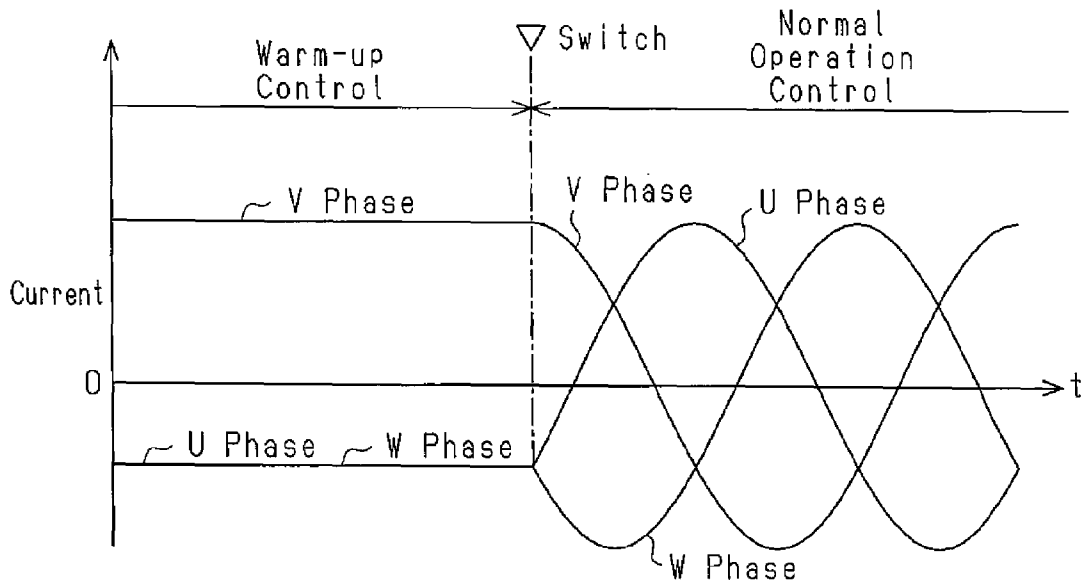 Warm-up
Control
Switch
Normal
Operation
Control
V Phase
V Phase
U Phase
Current
0
t
U Phase
W Phase
W Phase